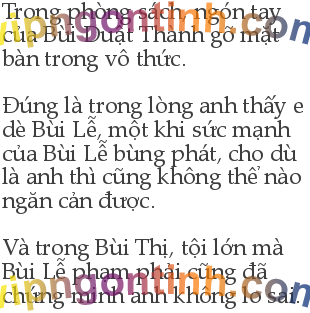 Trong phòng sách, ngón tay
của Bùi Duật Thành gõ mặt
bàn trong vô thức.
Đúng là trong lòng anh thấy e
dè Bùi Lễ, một khi sức mạnh
của Bùi Lễ bùng phát, cho dù
là anh thì cũng không thể nào
ngăn cản được.
Và trong Bùi Thị, tội lớn mà
Bùi Lễ phạm phải cũng đã
chứng minh anh không lo sai
vipngontinh.com
vipngontinh.com